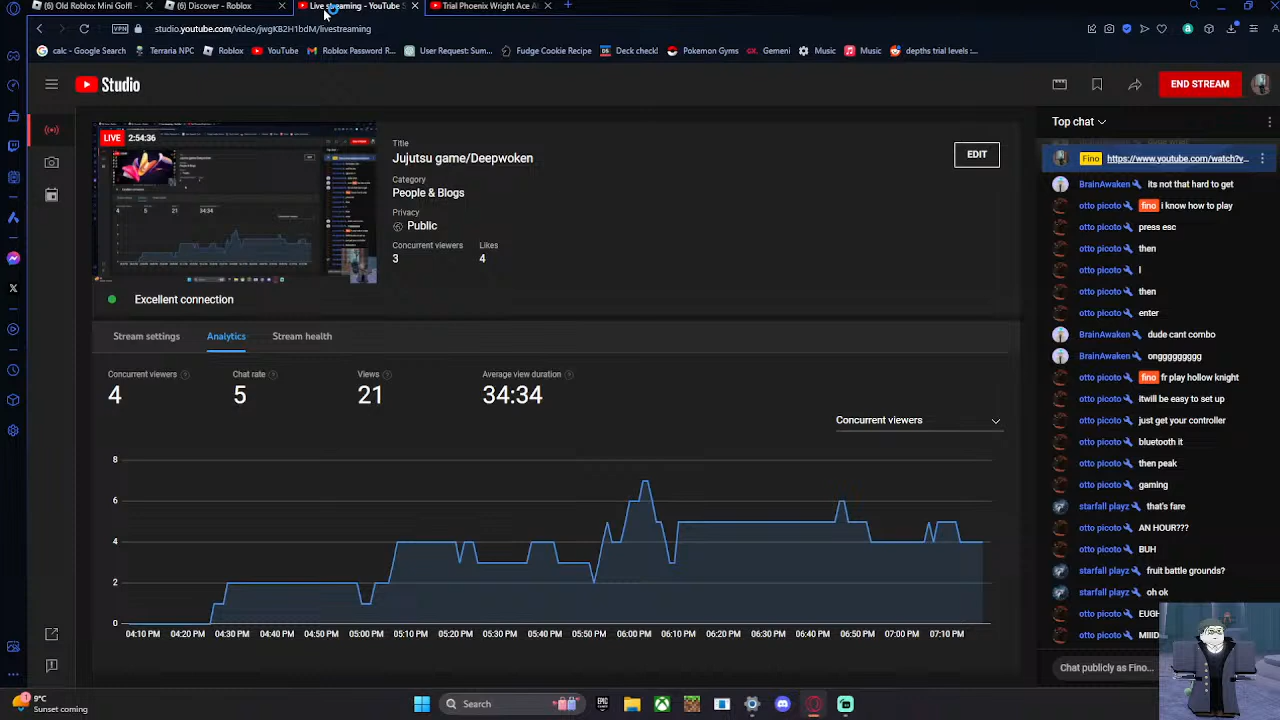 (6) Old Roblox Mini Golf! -
Discover - Roblox
Live streaming - YouTube S
Trial Phoenix Wright Ace A
VPN
studio.youtube.com/video/jwgKB2H1bdM/livestreaming
calc - Google Search
Terraria NPC
Roblox
YouTube
Roblox Password R...
User Request: Sum...
Fudge Cookie Recipe
Deck check!
Pokemon Gyms
Gemeni
Music
Music
depths trial levels :...
Studio
END STREAM
LIVE 2:54:36
Title
Jujutsu game/Deepwoken
Category
People & Blogs
Privacy
Public
Concurrent viewers
3
Likes
4
EDIT
Excellent connection
Stream settings
Analytics
Stream health
Concurrent viewers
4
Chat rate
5
Views
21
Average view duration
34:34
Concurrent viewers
8
6
4
2
0
04:10 PM 04:20 PM 04:30 PM 04:40 PM 04:50 PM 05:00 PM 05:10 PM 05:20 PM 05:30 PM 05:40 PM 05:50 PM 06:00 PM 06:10 PM 06:20 PM 06:30 PM 06:40 PM 06:50 PM 07:00 PM 07:10 PM
Top chat
Fino https://www.youtube.com/...
BrainAwaken Its not that hard to get
otto picoto fino i know how to play
otto picoto press esc
otto picoto then
otto picoto I
otto picoto then
otto picoto enter
BrainAwaken dude cant combo
BrainAwaken onggggggggg
otto picoto fino fr play hollow knight
otto picoto itwill be easy to set up
otto picoto just get your controller
otto picoto bluetooth it
otto picoto then peak
otto picoto gaming
starfall playz that's fare
otto picoto AN HOUR???
otto picoto BUH
starfall playz fruit battle grounds?
starfall playz oh ok
otto picoto EUGH
otto picoto MIIID
Chat publicly as Fino...
1
9°C
Sunset coming
Search
EPIC